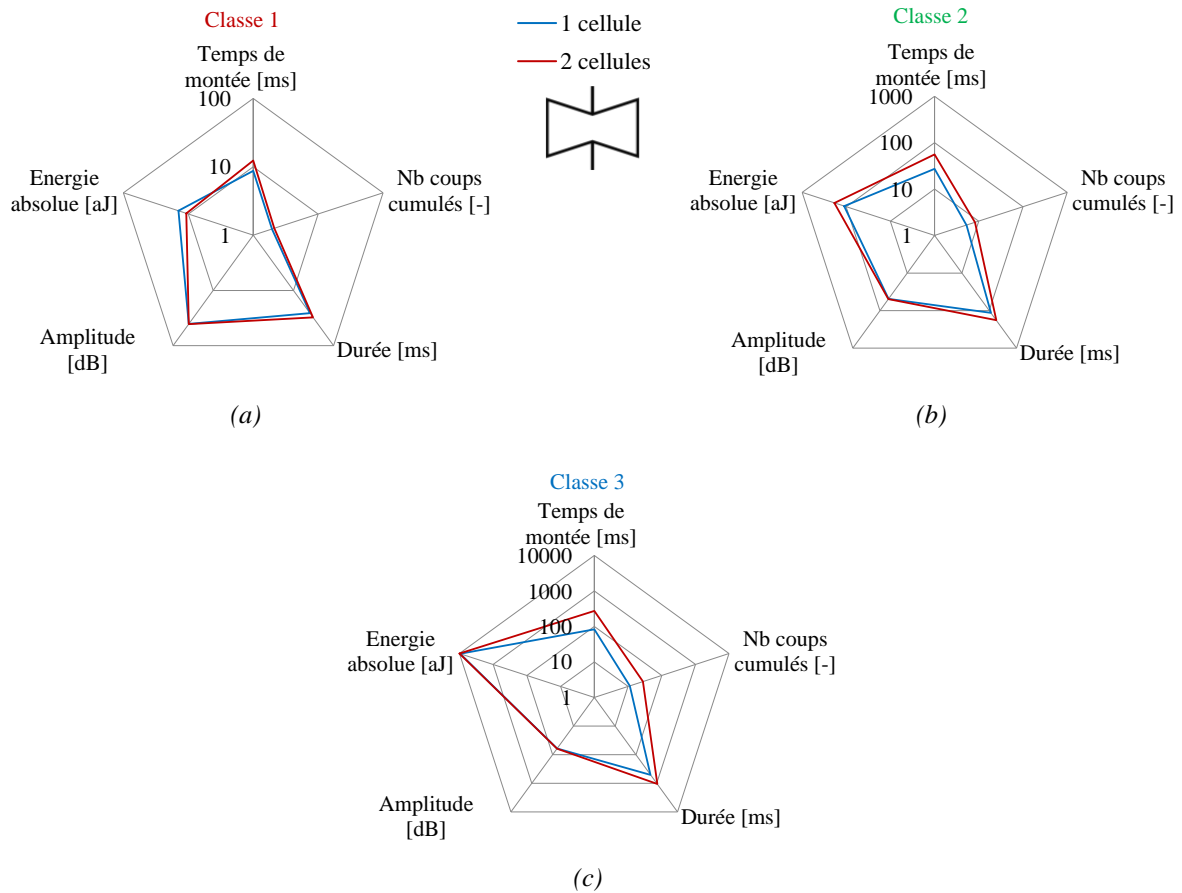 Classe 1
Temps de
montée [ms]
100
10
1
Energie
absolue [aJ]
Nb coups
cumulés [-]
Amplitude
[dB]
Durée [ms]
(a)
1 cellule
2 cellules
Classe 2
Temps de
montée [ms]
1000
100
10
1
Energie
absolue [aJ]
Nb coups
cumulés [-]
Amplitude
[dB]
Durée [ms]
(b)
Classe 3
Temps de
montée [ms]
10000
1000
100
10
1
Energie
absolue [aJ]
Nb coups
cumulés [-]
Amplitude
[dB]
Durée [ms]
(c)